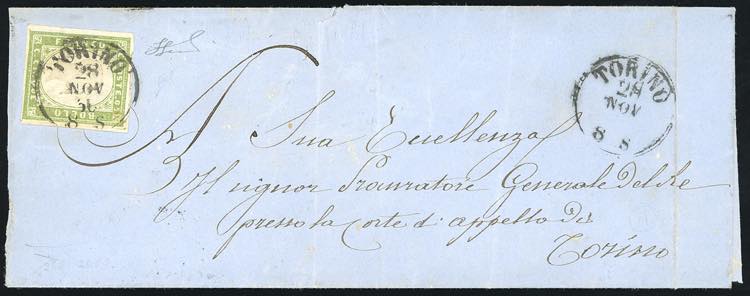 TORINO
28
NOV
8 S
TORINO
28
NOV
8 S
A Sua Eccellenza
Il signor Procuratore Generale del Re
presso la Corte d'appello di
Torino